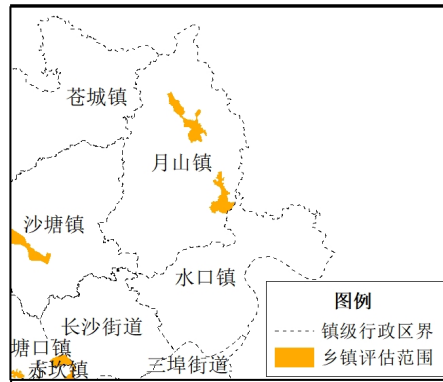 苍城镇
月山镇
沙塘镇
水口镇
长沙街道
塘口镇
赤坎镇
三埠街道
图例
镇级行政区界
乡镇评估范围